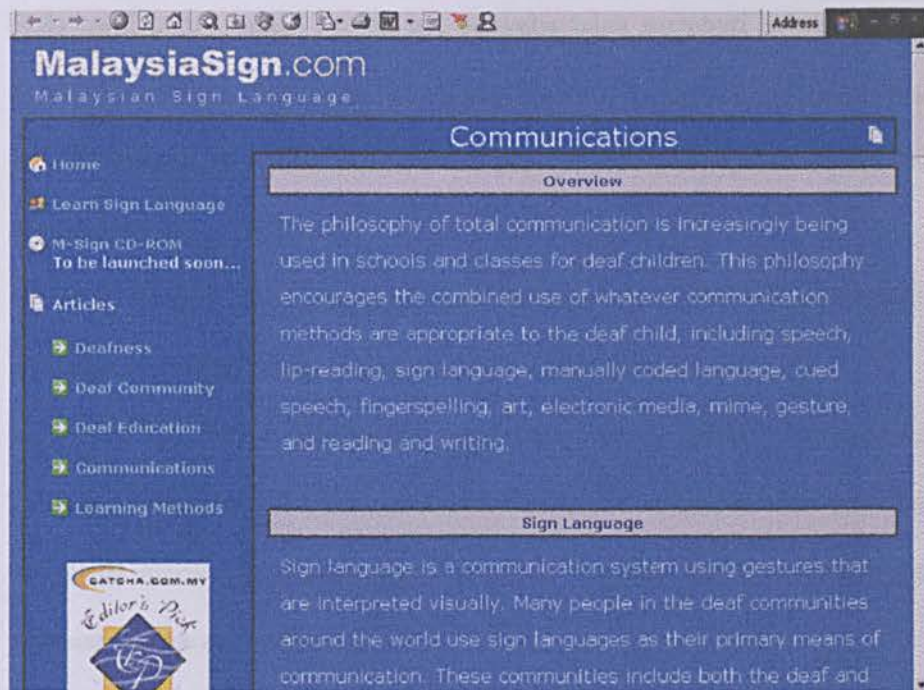 Address
MalaysiaSign.com
Malaysian Sign Language
Communications
Home
Learn Sign Language
M-Sign CD-ROM
To be launched soon...
Articles
Deafness
Deaf Community
Deaf Education
Communications
Learning Methods
CATCHA.COM.MY
Editor's Pick
Overview
The philosophy of total communication is increasingly being
used in schools and classes for deaf children. This philosophy
encourages the combined use of whatever communication
methods are appropriate to the deaf child, including speech,
lip-reading, sign language, manually coded language, cued
speech, fingerspelling, art, electronic media, mime, gesture,
and reading and writing.
Sign Language
Sign language is a communication system using gestures that
are interpreted visually. Many people in the deaf communities
around the world use sign languages as their primary means of
communication. These communities include both the deaf and